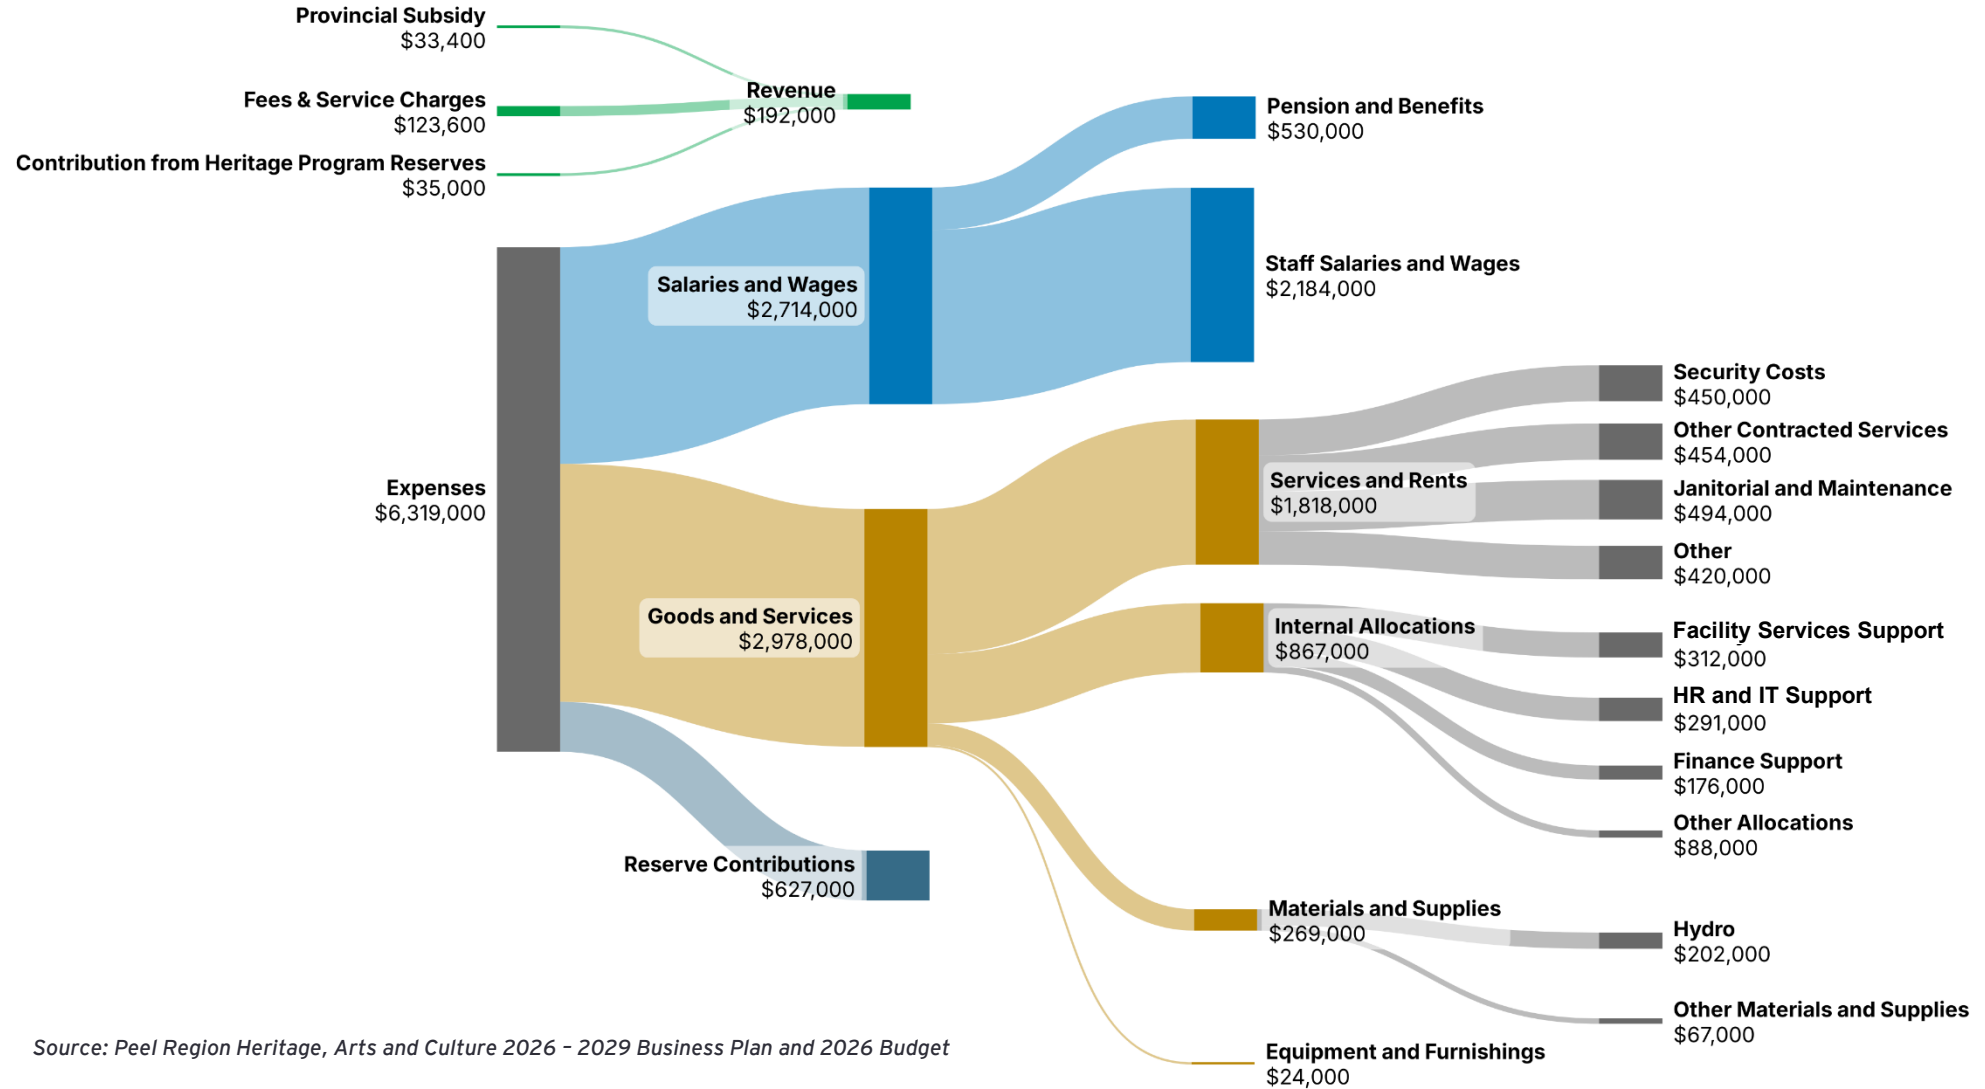 Provincial Subsidy
$33,400
Fees & Service Charges
$123,600
Contribution from Heritage Program Reserves
$35,000
Revenue
$192,000
Expenses
$6,319,000
Salaries and Wages
$2,714,000
Goods and Services
$2,978,000
Reserve Contributions
$627,000
Pension and Benefits
$530,000
Staff Salaries and Wages
$2,184,000
Services and Rents
$1,818,000
Internal Allocations
$867,000
Materials and Supplies
$269,000
Equipment and Furnishings
$24,000
Security Costs
$450,000
Other Contracted Services
$454,000
Janitorial and Maintenance
$494,000
Other
$420,000
Facility Services Support
$312,000
HR and IT Support
$291,000
Finance Support
$176,000
Other Allocations
$88,000
Hydro
$202,000
Other Materials and Supplies
$67,000
Source: Peel Region Heritage, Arts and Culture 2026 – 2029 Business Plan and 2026 Budget